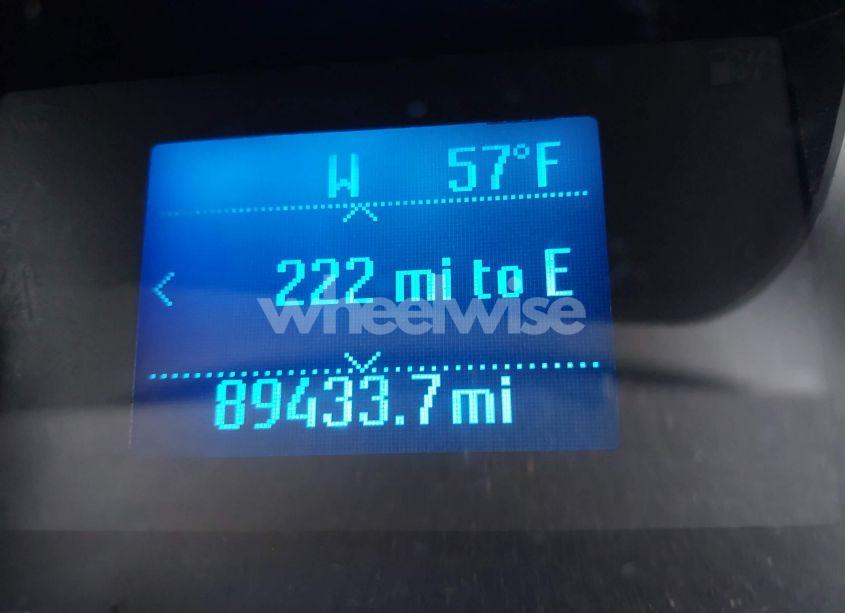 W 57°F
222 mi to E
wheelwise
89433.7 mi